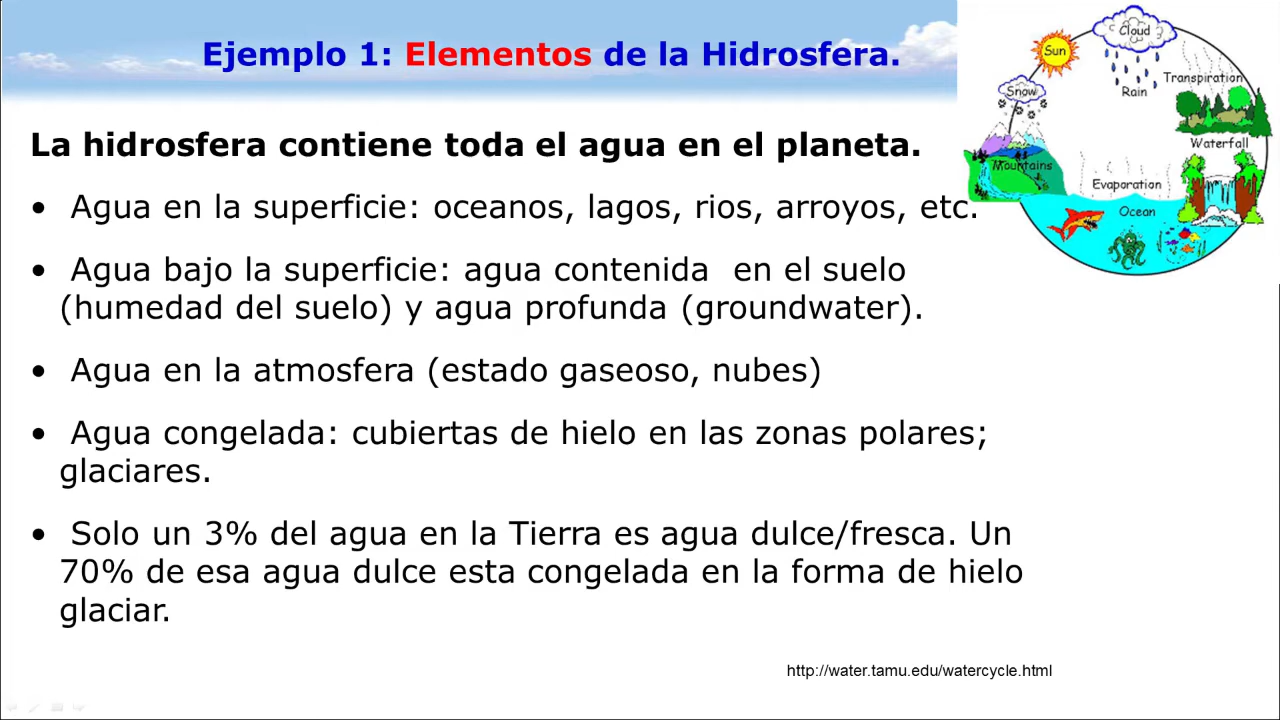 Ejemplo 1: Elementos de la Hidrosfera.
La hidrosfera contiene toda el agua en el planeta.
• Agua en la superficie: oceanos, lagos, rios, arroyos, etc.
• Agua bajo la superficie: agua contenida en el suelo
(humedad del suelo) y agua profunda (groundwater).
• Agua en la atmosfera (estado gaseoso, nubes)
• Agua congelada: cubiertas de hielo en las zonas polares;
glaciares.
• Solo un 3% del agua en la Tierra es agua dulce/fresca. Un
70% de esa agua dulce esta congelada en la forma de hielo
glaciar.
Cloud
Sun
Transpiration
Snow
Rain
Waterfall
Mountains
Evaporation
Ocean
http://water.tamu.edu/watercycle.html